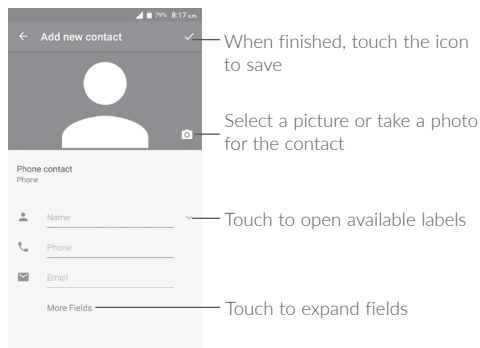 79% 8:17 a.m.
Add new contact
When finished, touch the icon
to save
Select a picture or take a photo
for the contact
Phone contact
Phone
Name
Touch to open available labels
Phone
Email
More Fields
Touch to expand fields